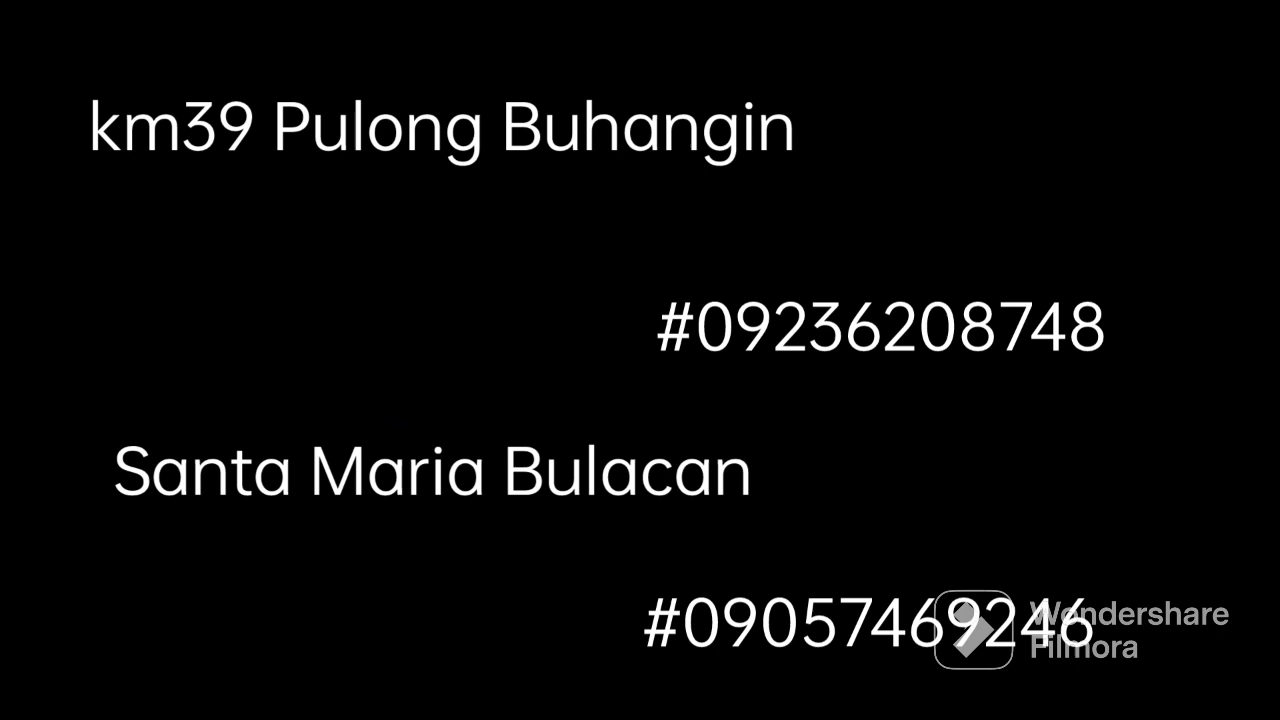 km39 Pulong Buhangin
#09236208748
Santa Maria Bulacan
#09057469246
Wondershare
Filmora